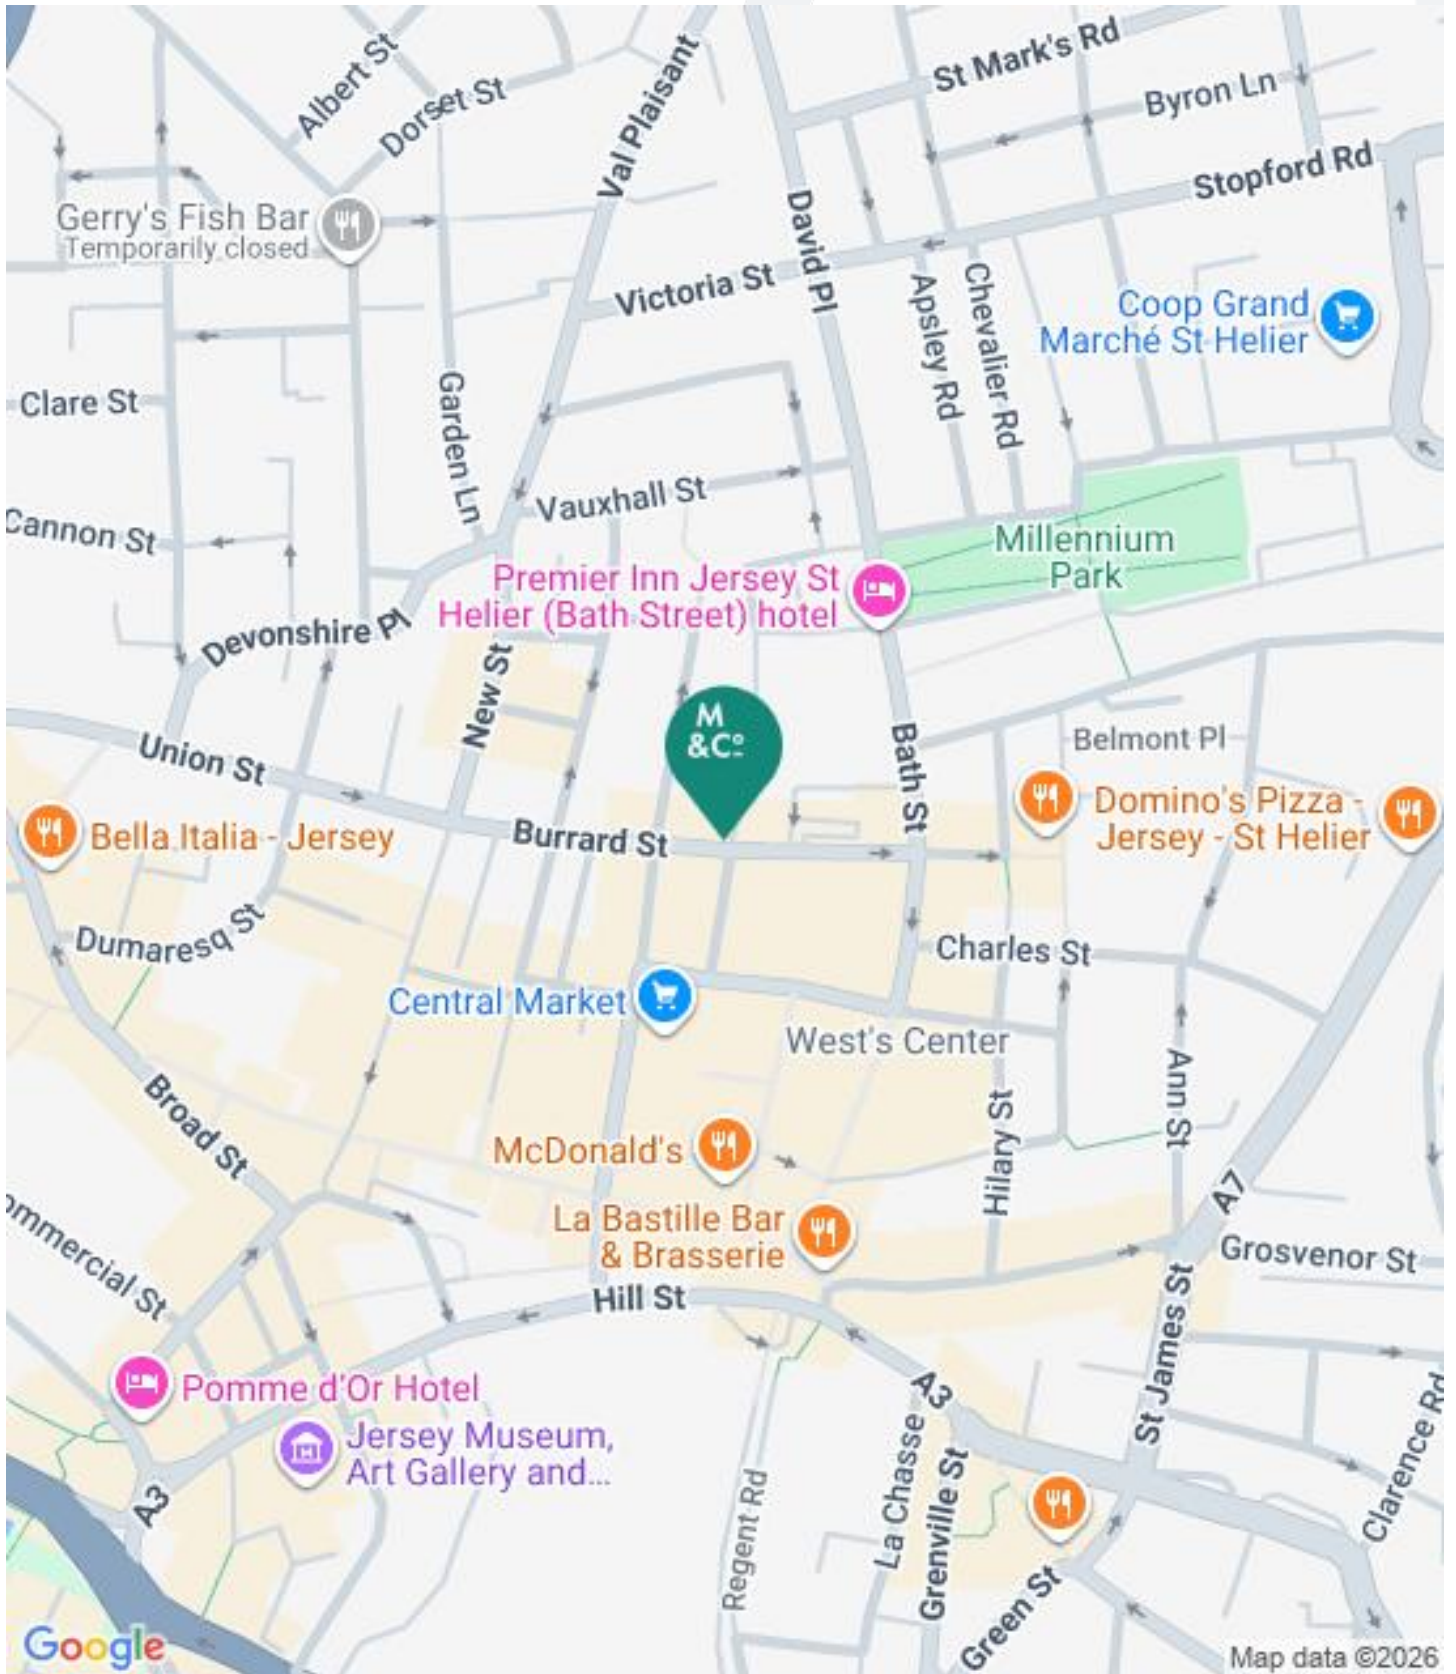 St Mark's Rd
Albert St
Dorset St
Val Plaisant
Byron Ln
Stopford Rd
Gerry's Fish Bar
Temporarily closed
David Pl
Victoria St
Apsley Rd
Chevalier Rd
Coop Grand
Marché St Helier
Clare St
Garden Ln
Vauxhall St
Cannon St
Millennium
Park
Premier Inn Jersey St
Helier (Bath Street) hotel
Devonshire Pl
New St
M
&Co
Bath St
Belmont Pl
Union St
Domino's Pizza -
Jersey - St Helier
Bella Italia - Jersey
Burrard St
Dumaresq St
Charles St
Central Market
West's Center
Broad St
Ann St
Hilary St
McDonald's
La Bastille Bar
& Brasserie
A7
Grosvenor St
ommercial St
Hill St
St James St
Pomme d'Or Hotel
A3
Jersey Museum,
Art Gallery and...
A3
Regent Rd
La Chasse
Grenville St
Clarence Rd
Green St
Google
Map data ©2026